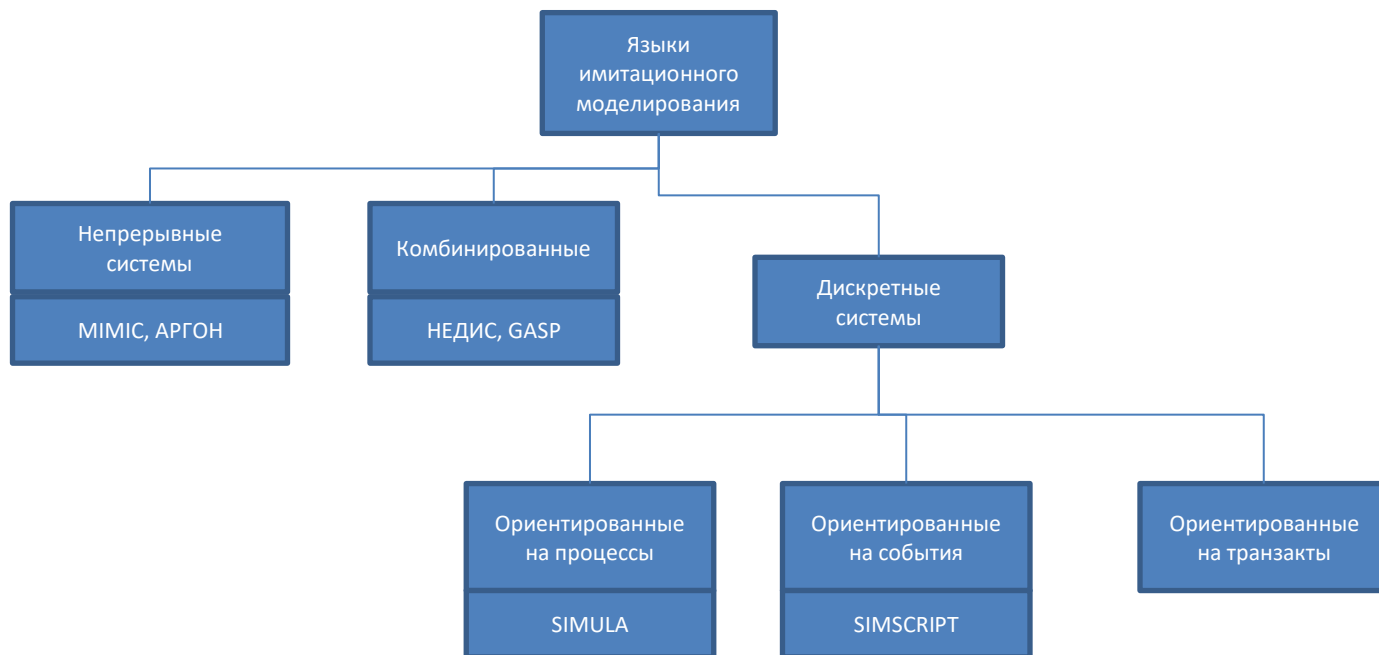 Языки
имитационного
моделирования
Непрерывные
системы
MIMIC, АРГОН
Комбинированные
НЕДИС, GASP
Дискретные
системы
Ориентированные
на процессы
SIMULA
Ориентированные
на события
SIMSCRIPT
Ориентированные
на транзакты